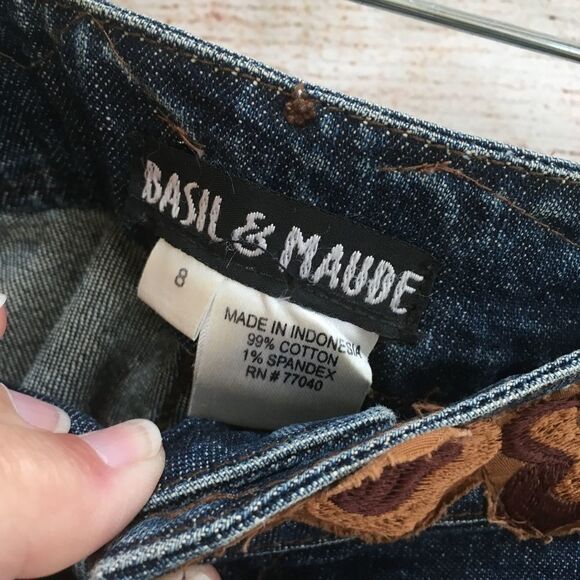 BASIL & MAUDE
8
MADE IN INDONESIA
99% COTTON
1% SPANDEX
RN # 77040